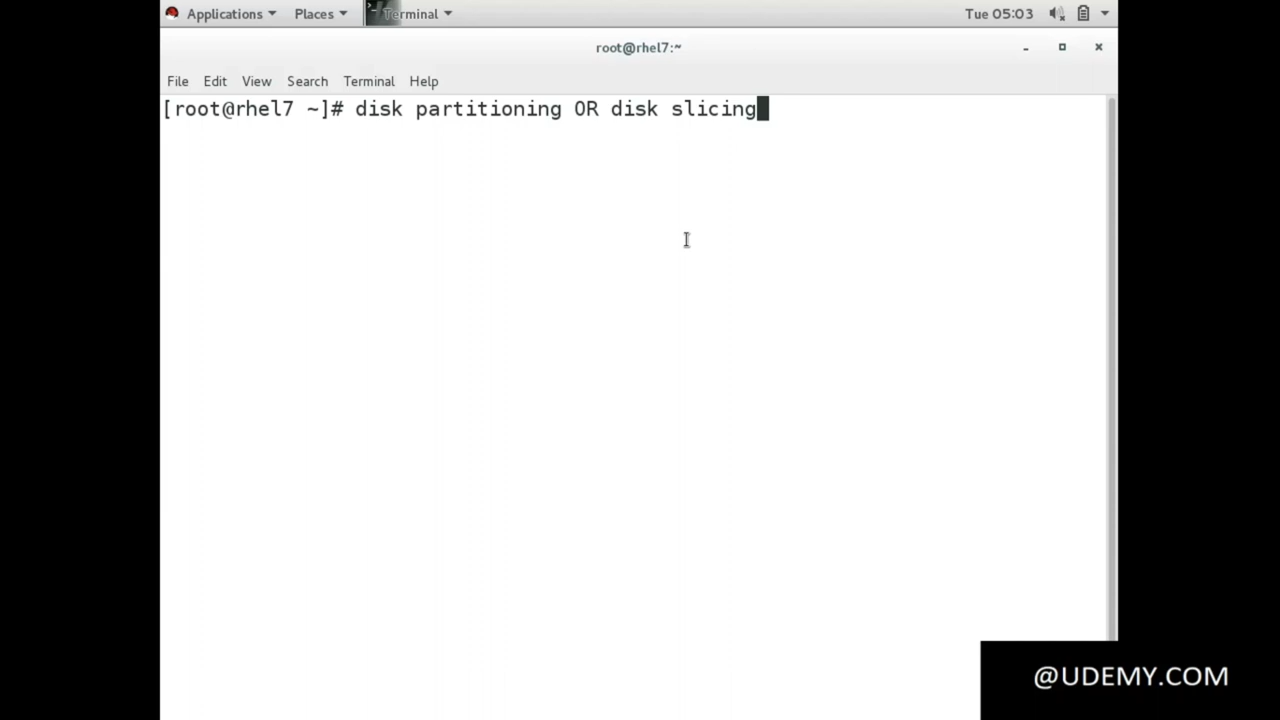 Applications Places Terminal Tue 05:03
root@rhel7:~
File Edit View Search Terminal Help
[root@rhel7 ~]# disk partitioning OR disk slicing
@UDEMY.COM